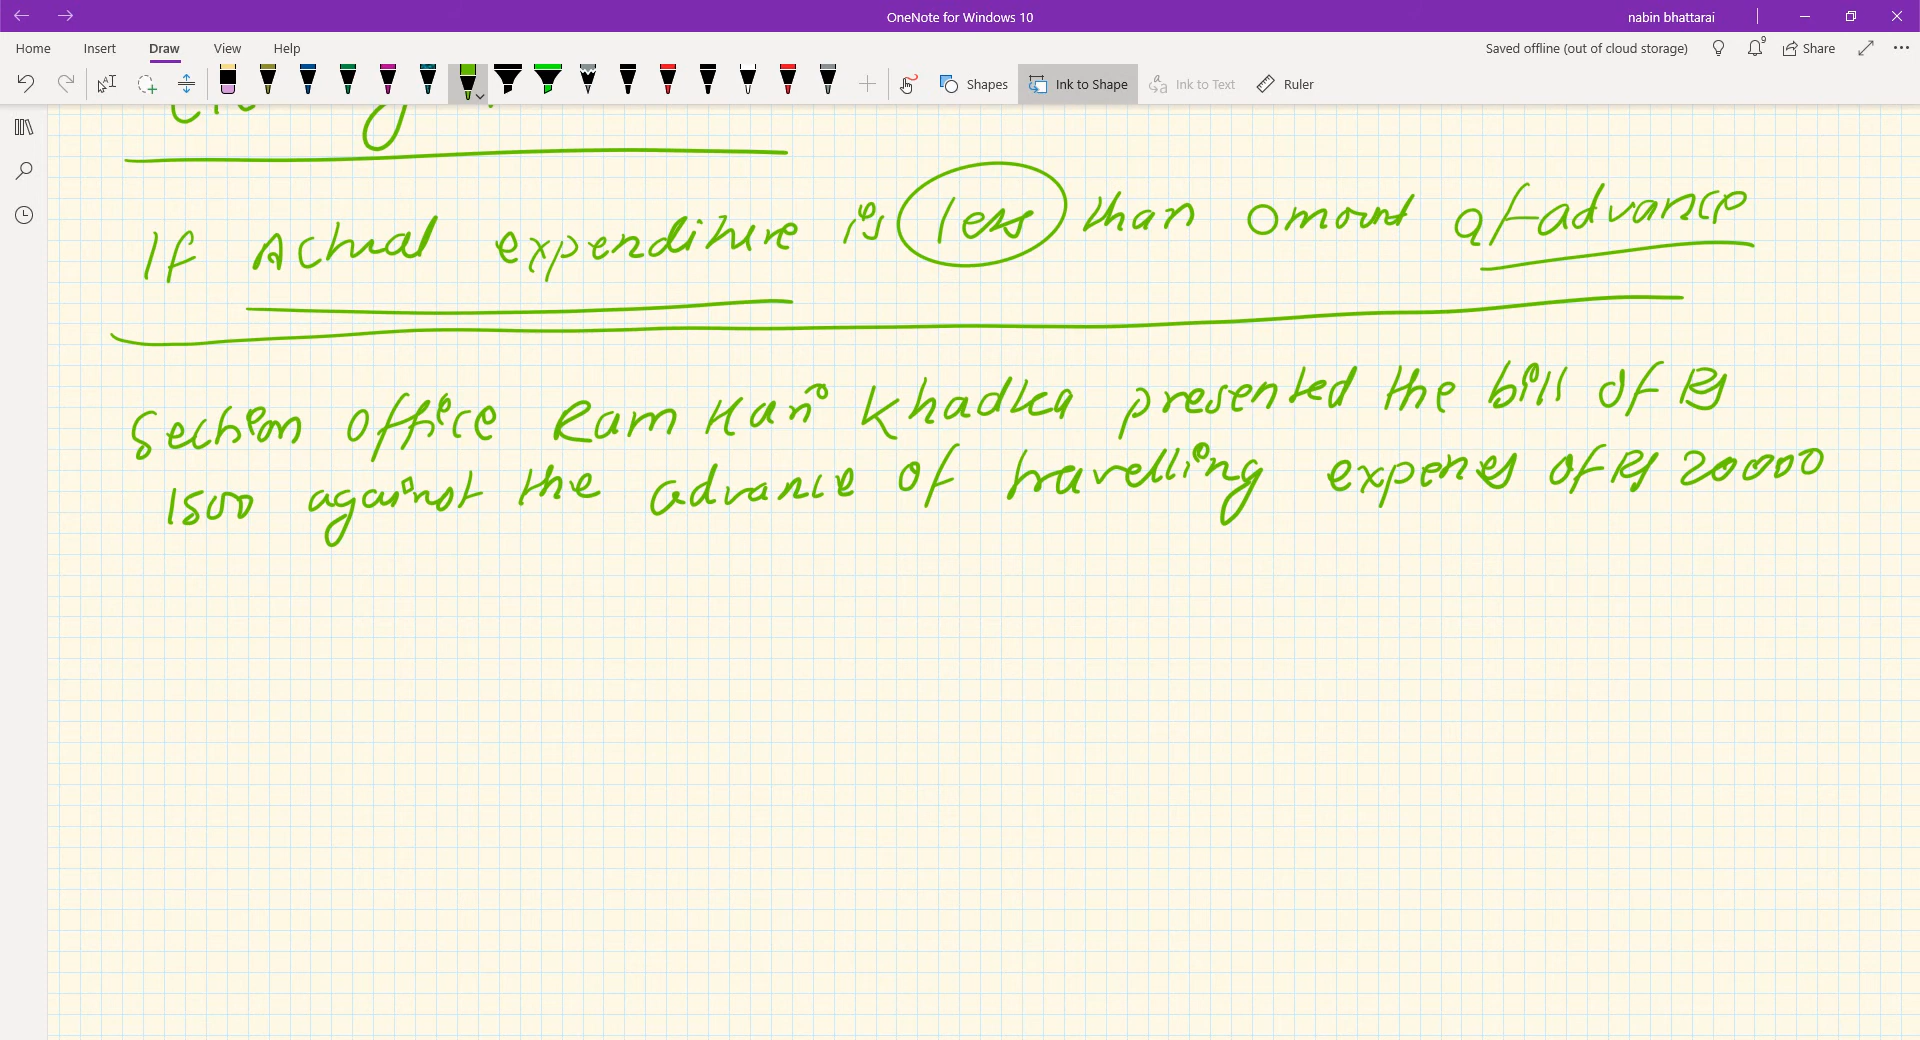 OneNote for Windows 10
nabin bhattarai
Home Insert Draw View Help
Saved offline (out of cloud storage)
9
Share
Shapes
Ink to Shape
Ink to Text
Ruler
If Actual expenditure is less than amount of advance
Section office Ram Hari Khadka presented the bill of Rs
1500 against the advance of travelling expenes of Rs 20000